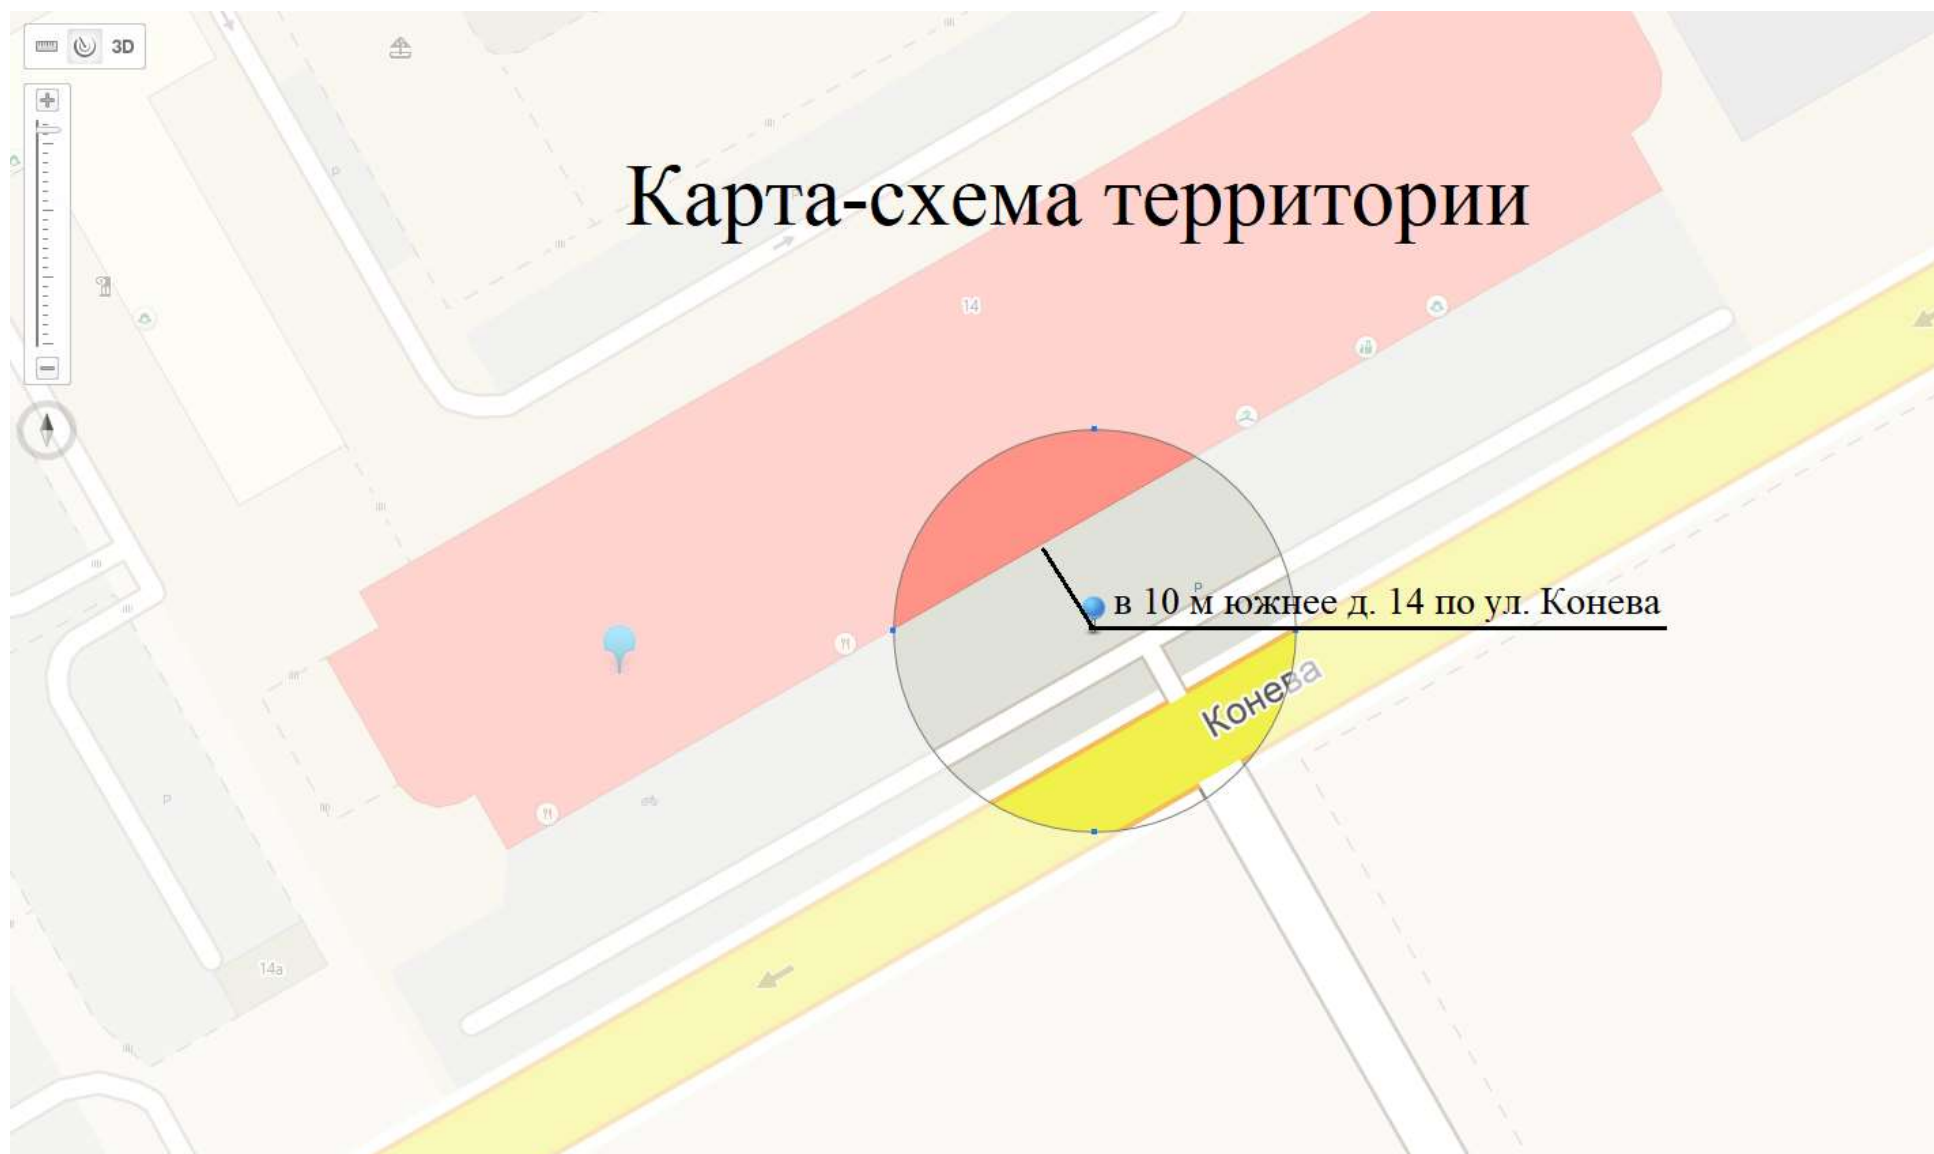 3D
Карта-схема территории
P
14
P
в 10 м южнее д. 14 по ул. Конева
Конева
P
14а